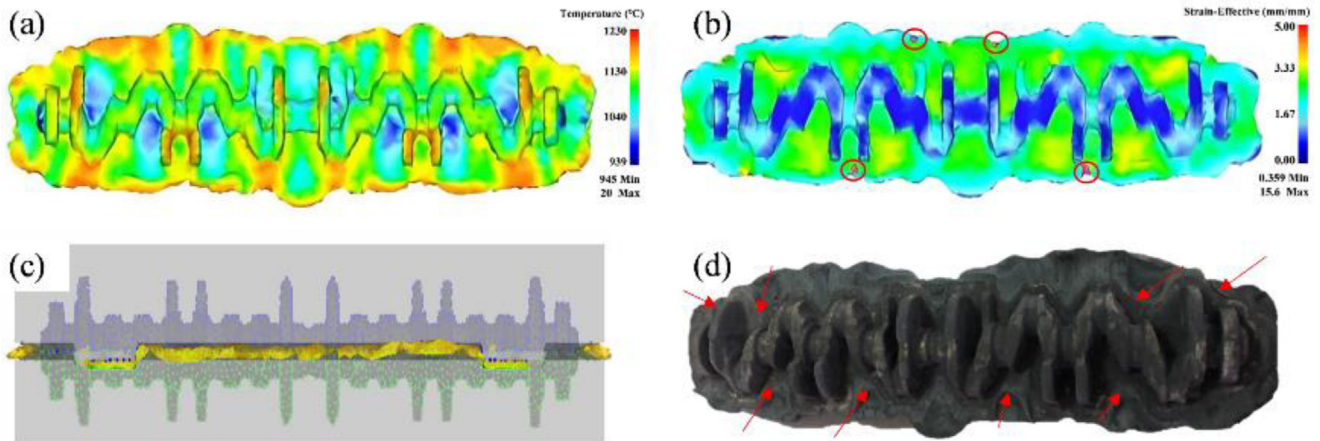 (a)
Temperature (°C)
1230
1130
1040
939
945 Min
20 Max
(b)
Strain-Effective (mm/mm)
5.00
3.33
1.67
0.00
0.359 Min
15.6 Max
(c)
(d)